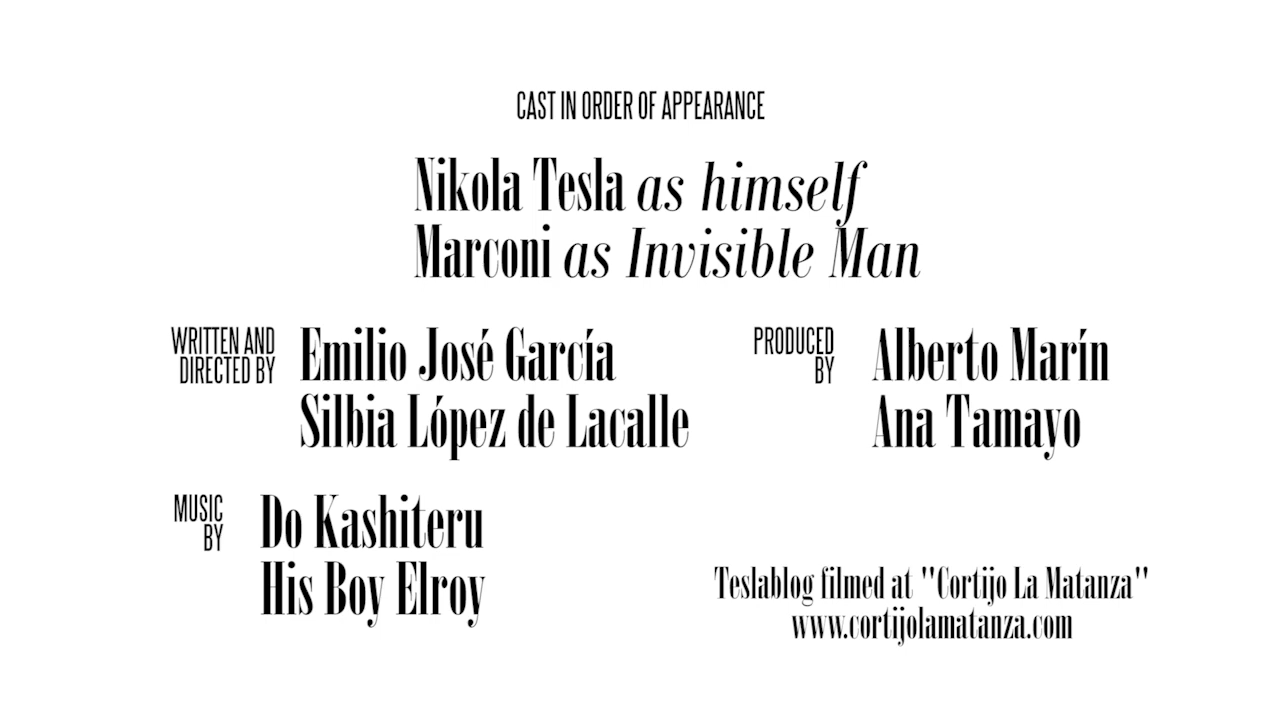 CAST IN ORDER OF APPEARANCE
Nikola Tesla as himself
Marconi as Invisible Man
WRITTEN AND
DIRECTED BY
Emilio José García
Silbia López de Lacalle
PRODUCED
BY
Alberto Marín
Ana Tamayo
MUSIC
BY
Do Kashiteru
His Boy Elroy
Teslablog filmed at "Cortijo La Matanza"
www.cortijolamatanza.com